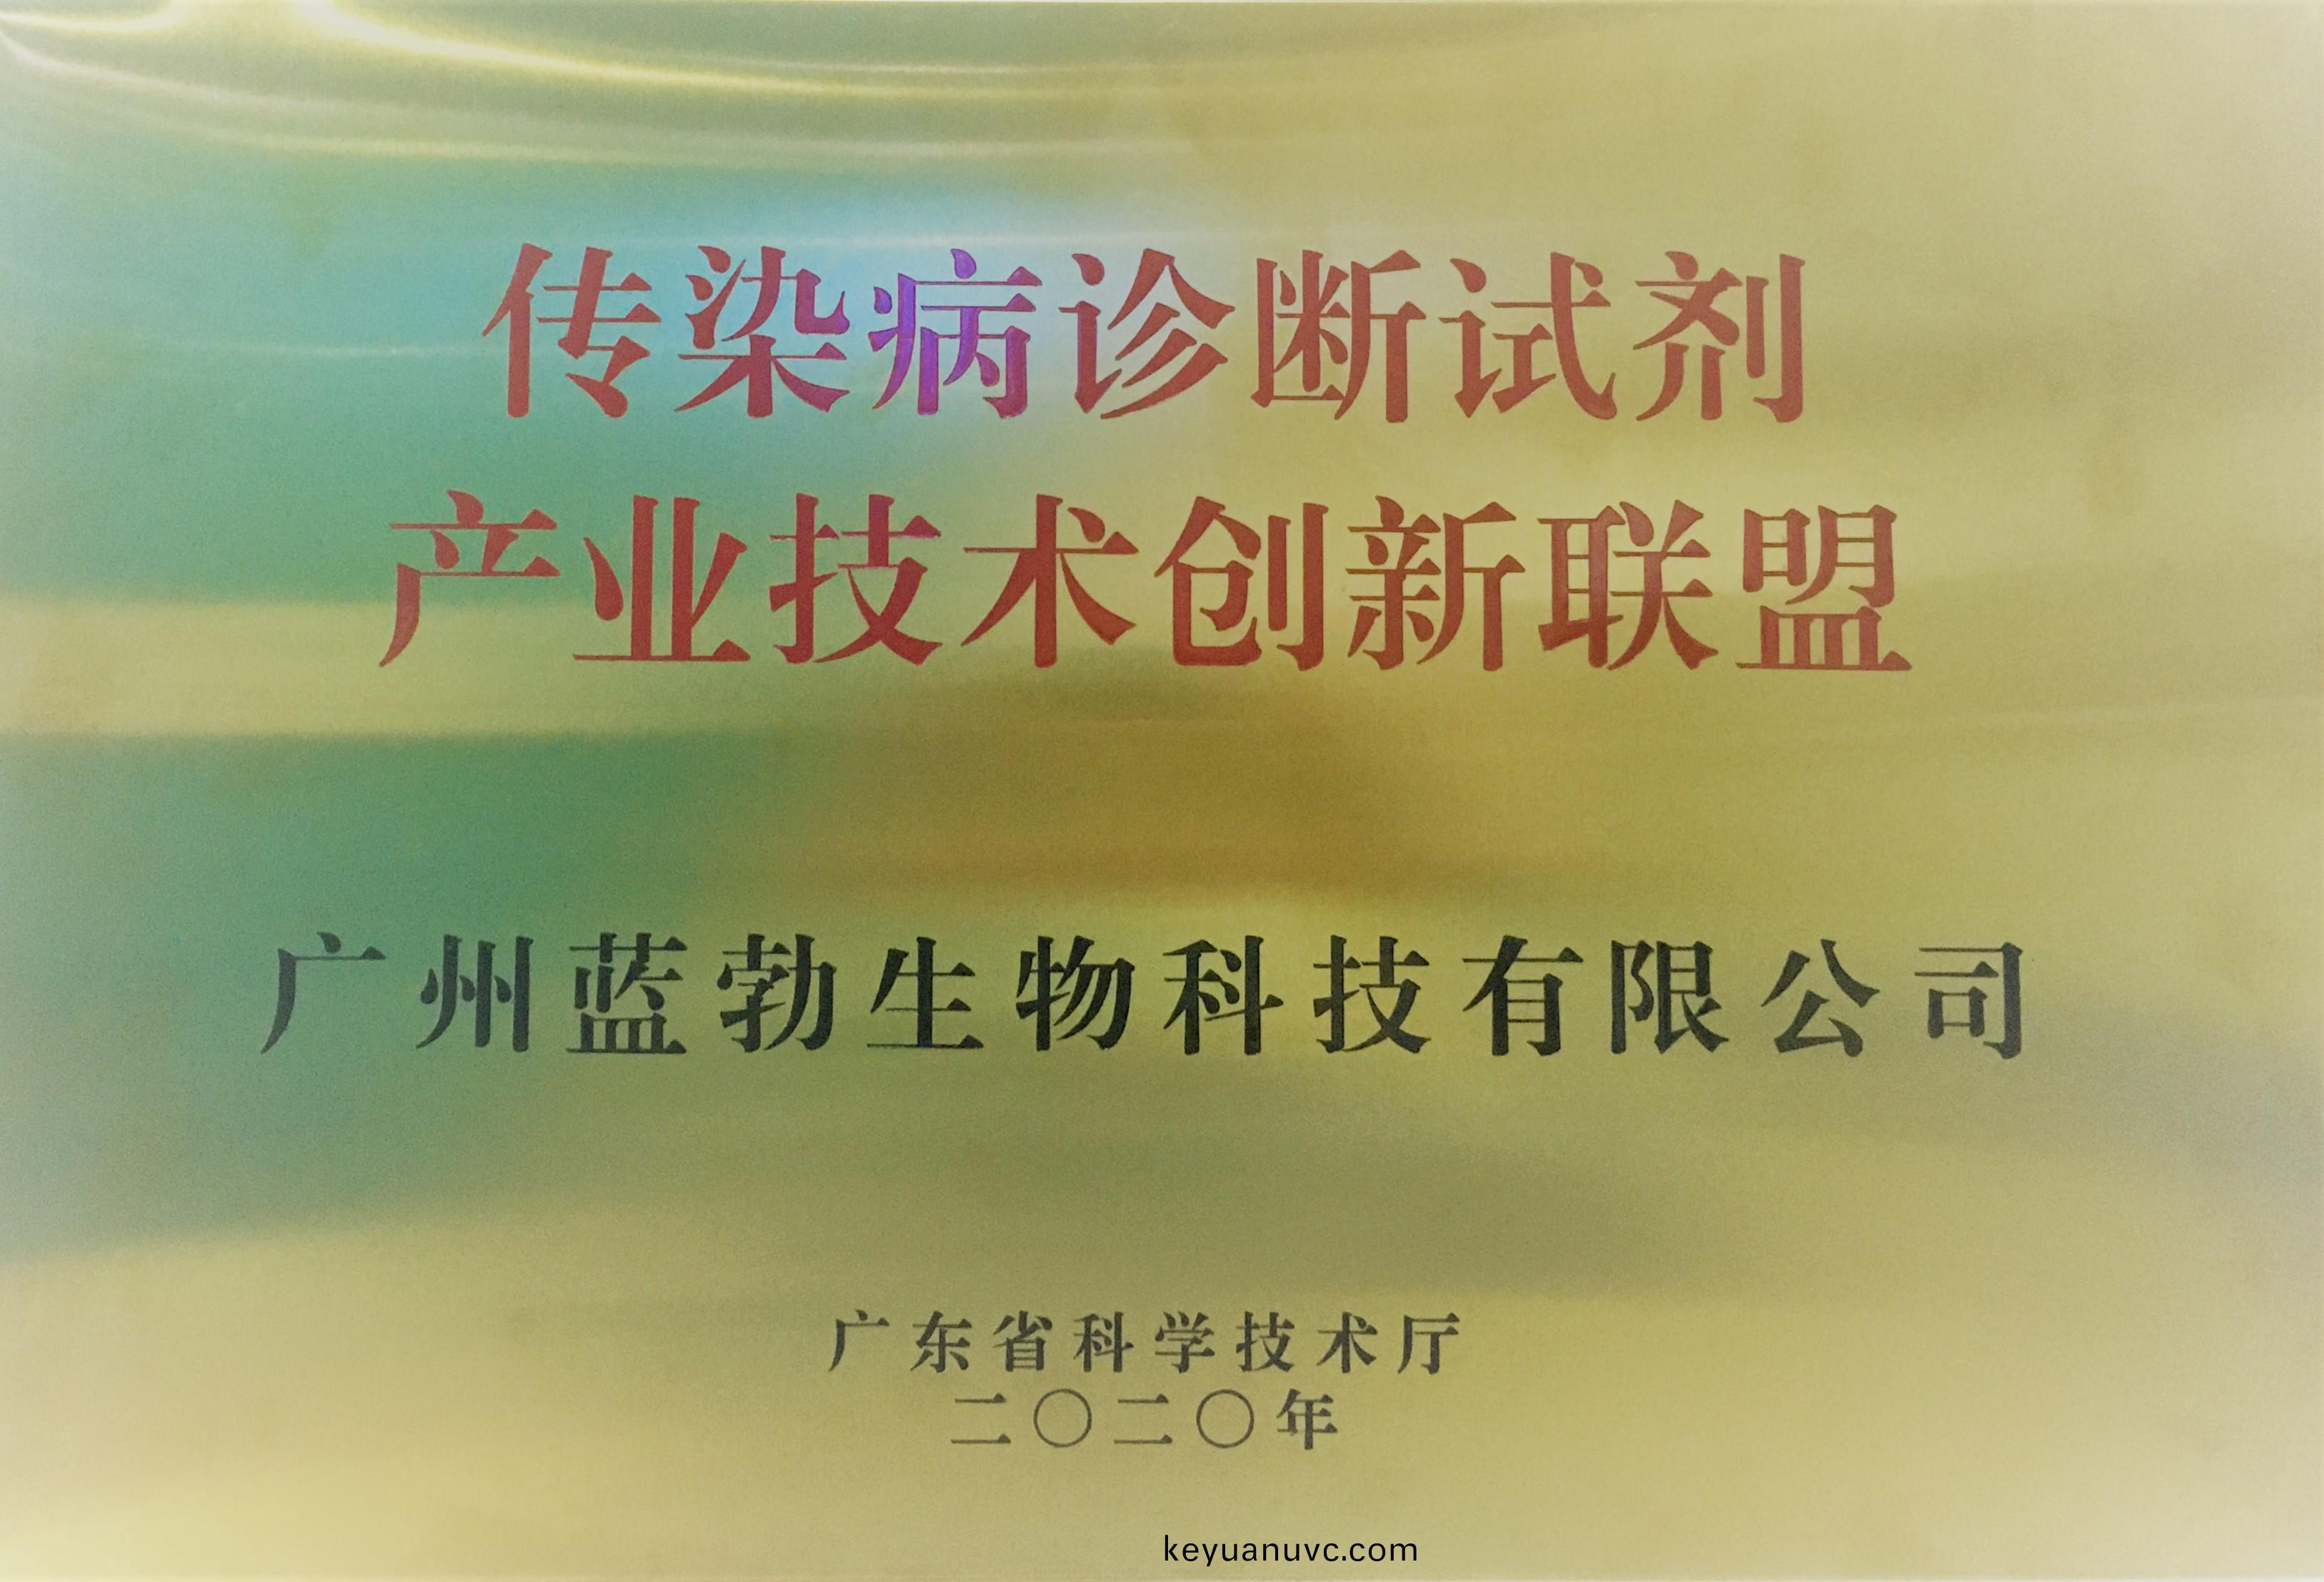 传染病诊断试剂
产业技术创新联盟
广州蓝勃生物科技有限公司
广东省科学技术厅
二〇二〇年
keyuanuvc.com